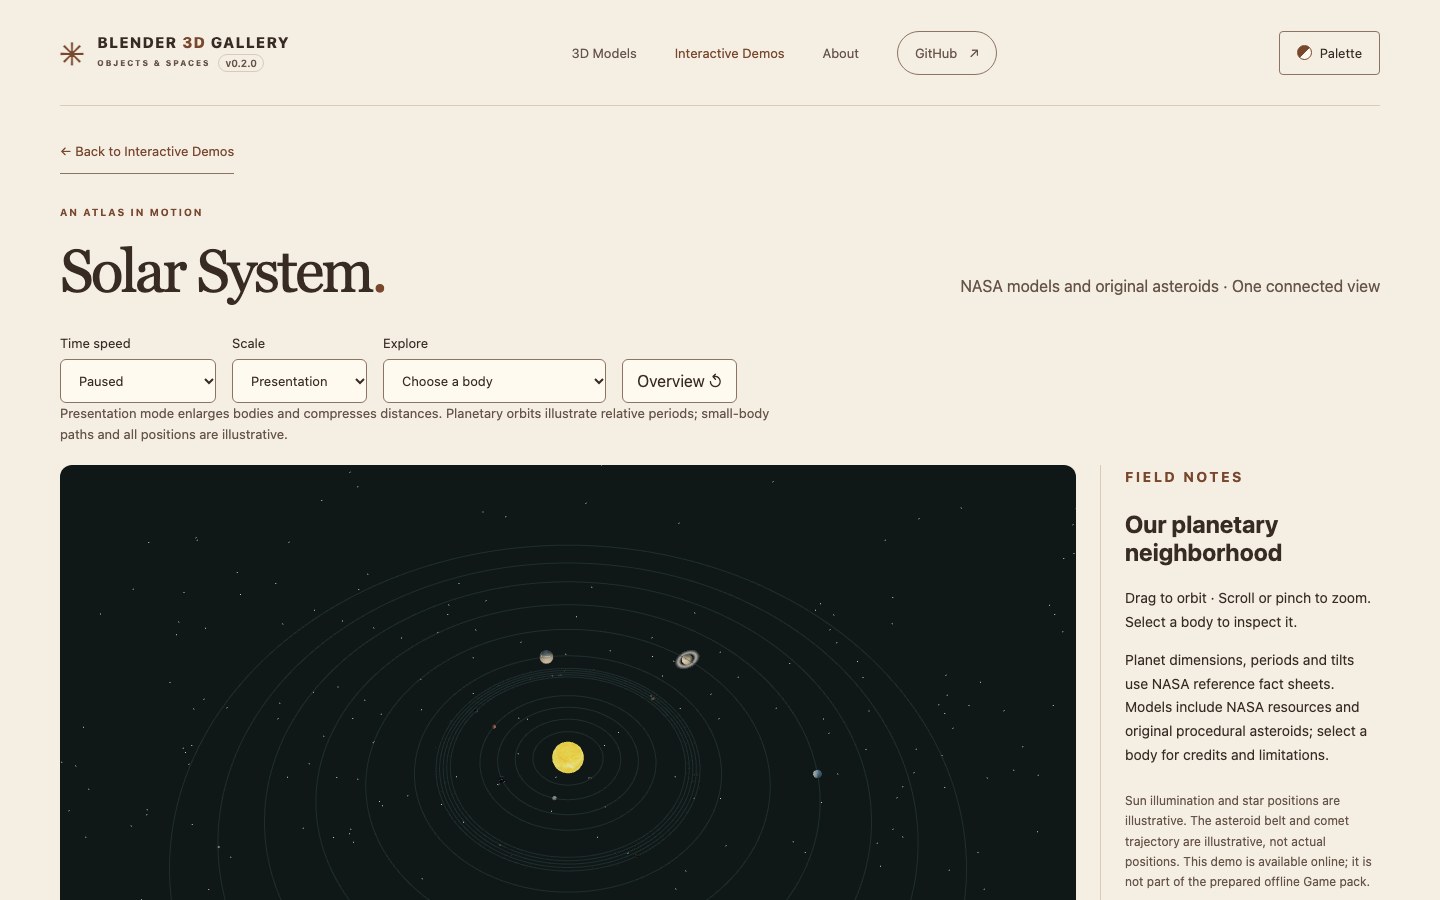 BLENDER 3D GALLERY
OBJECTS & SPACES v0.2.0
3D Models
Interactive Demos
About
GitHub ↗
Palette
← Back to Interactive Demos
AN ATLAS IN MOTION
Solar System.
NASA models and original asteroids · One connected view
Time speed
Scale
Explore
Paused
Presentation
Choose a body
Overview ↺
Presentation mode enlarges bodies and compresses distances. Planetary orbits illustrate relative periods; small-body
paths and all positions are illustrative.
FIELD NOTES
Our planetary
neighborhood
Drag to orbit · Scroll or pinch to zoom.
Select a body to inspect it.
Planet dimensions, periods and tilts
use NASA reference fact sheets.
Models include NASA resources and
original procedural asteroids; select a
body for credits and limitations.
Sun illumination and star positions are
illustrative. The asteroid belt and comet
trajectory are illustrative, not actual
positions. This demo is available online; it is
not part of the prepared offline Game pack.